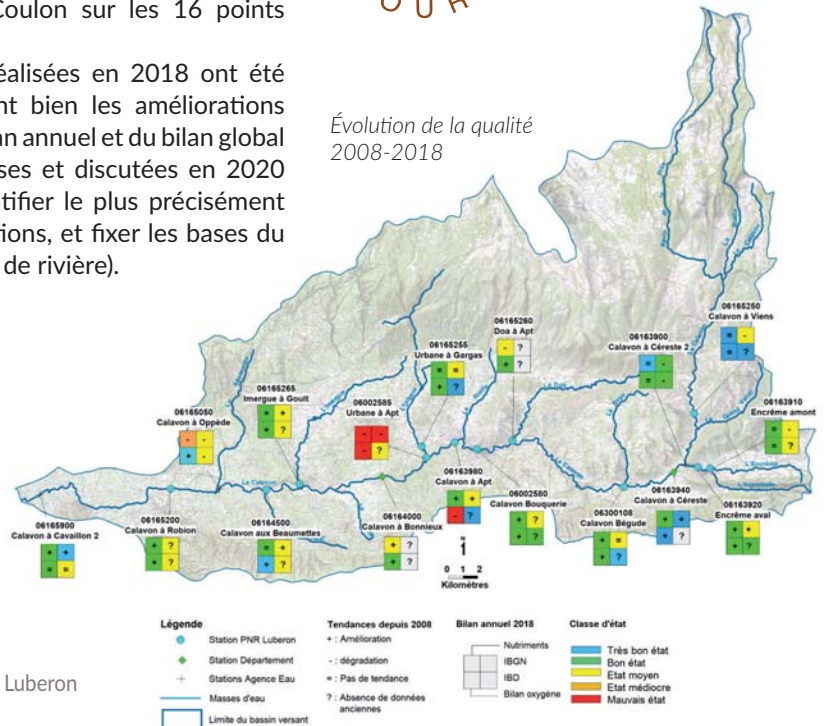 Coulon sur les 16 points
éalisées en 2018 ont été
nt bien les améliorations
an annuel et du bilan global
ses et discutées en 2020
tifier le plus précisément
tions, et fixer les bases du
de rivière).
O U R
Évolution de la qualité
2008-2018
06165250
Calavon à Viens
= -
= ?
06165260
Doa à Apt
- ?
+ ?
06163900
Calavon à Céreste 2
= -
= -
06165255
Urbane à Gargas
= =
+ ?
06165265
Imergue à Goult
+ +
+ ?
06002585
Urbane à Apt
- -
- ?
06163910
Encrême amont
= -
= ?
06165050
Calavon à Oppède
- -
+ -
06163980
Calavon à Apt
+ +
- ?
06002580
Calavon Bouquerie
+ ?
+ ?
06300108
Calavon Bégude
+ =
+ ?
06163940
Calavon à Céreste
+ +
+ ?
06163920
Encrême aval
+ +
+ ?
06165900
Calavon à Cavaillon 2
+ +
= =
06165200
Calavon à Robion
+ ?
+ ?
06164500
Calavon aux Beaumettes
= +
+ ?
06164000
Calavon à Bonnieux
+ ?
+ ?
Le Calavon
N
0 1 2
Kilomètres
Légende
Station PNR Luberon
Station Département
Stations Agence Eau
Masses d'eau
Limite du bassin versant
Tendances depuis 2008
+ : Amélioration
- : dégradation
= : Pas de tendance
? : Absence de données
anciennes
Bilan annuel 2018
Nutriments
IBGN
IBD
Bilan oxygène
Classe d'état
Très bon état
Bon état
Etat moyen
Etat médiocre
Mauvais état
Luberon